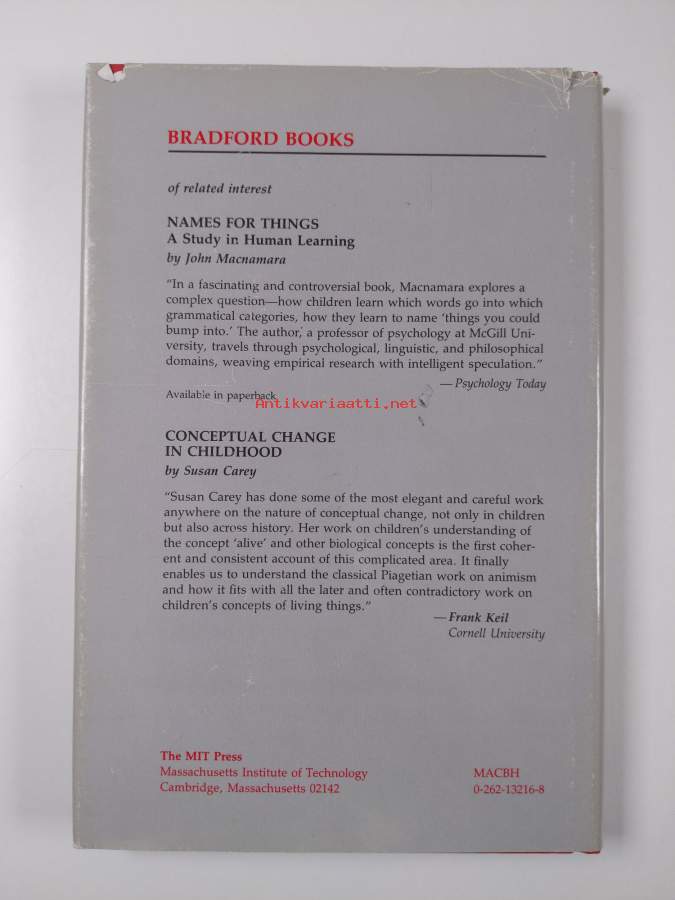 BRADFORD BOOKS
of related interest
NAMES FOR THINGS
A Study in Human Learning
by John Macnamara
“In a fascinating and controversial book, Macnamara explores a
complex question—how children learn which words go into which
grammatical categories, how they learn to name ‘things you could
bump into.’ The author, a professor of psychology at McGill Uni-
versity, travels through psychological, linguistic, and philosophical
domains, weaving empirical research with intelligent speculation.”
—Psychology Today
Available in paperback
Antikvariaatti.net
CONCEPTUAL CHANGE
IN CHILDHOOD
by Susan Carey
“Susan Carey has done some of the most elegant and careful work
anywhere on the nature of conceptual change, not only in children
but also across history. Her work on children’s understanding of
the concept ‘alive’ and other biological concepts is the first coher-
ent and consistent account of this complicated area. It finally
enables us to understand the classical Piagetian work on animism
and how it fits with all the later and often contradictory work on
children’s concepts of living things.”
—Frank Keil
Cornell University
The MIT Press
Massachusetts Institute of Technology
Cambridge, Massachusetts 02142
MACBH
0-262-13216-8